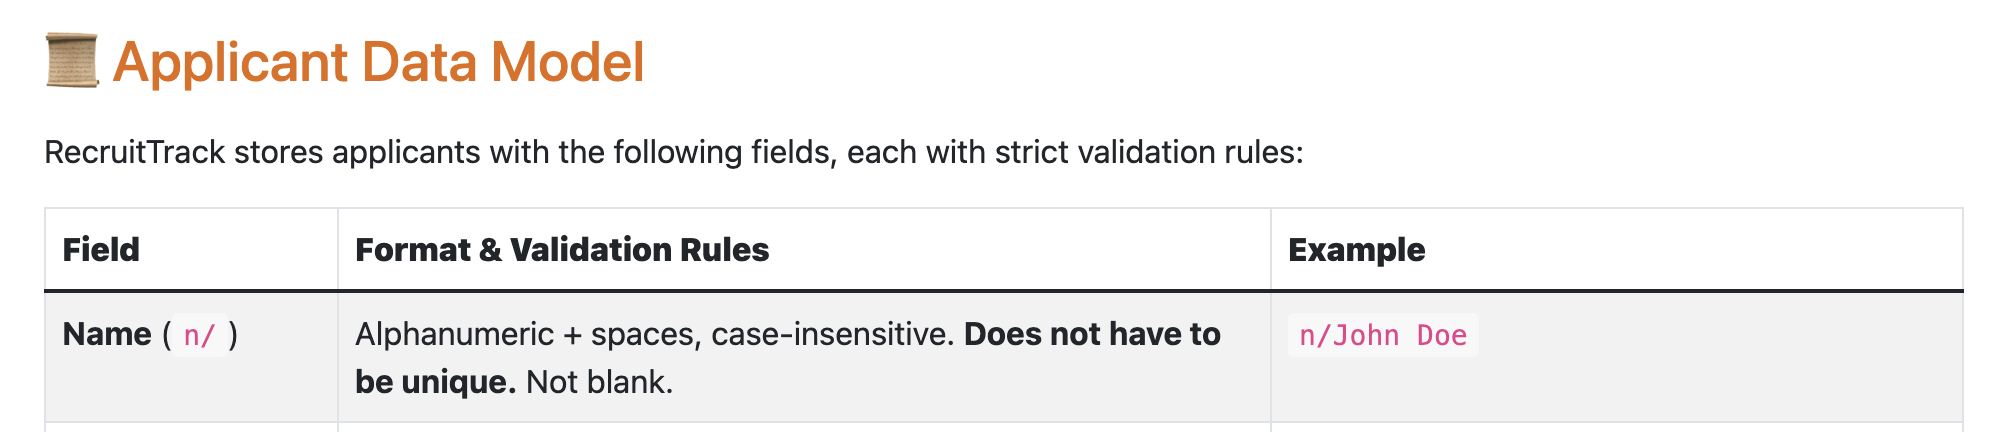 Applicant Data Model
RecruitTrack stores applicants with the following fields, each with strict validation rules:
Field Format & Validation Rules Example
Name ( n/ ) Alphanumeric + spaces, case-insensitive. Does not have to n/John Doe
be unique. Not blank.